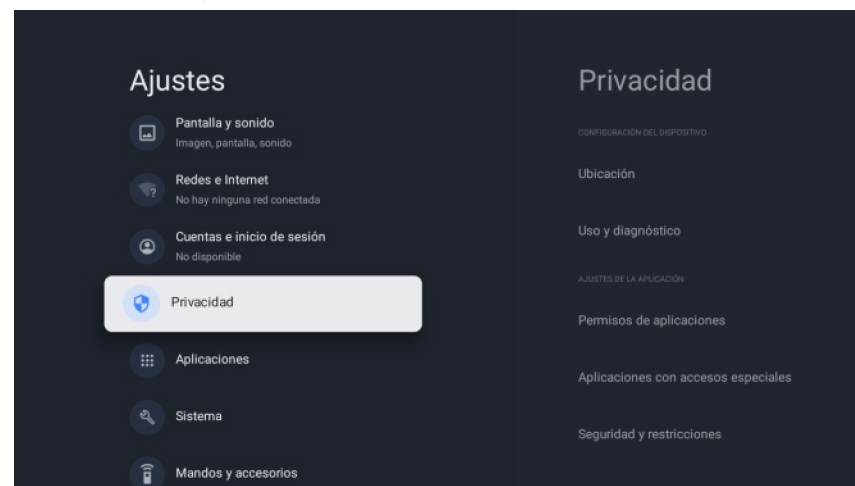 Ajustes
Pantalla y sonido
Imagen, pantalla, sonido
Redes e Internet
No hay ninguna red conectada
Cuentas e inicio de sesión
No disponible
Privacidad
Aplicaciones
Sistema
Mandos y accesorios
Privacidad
CONFIGURACIÓN DEL DISPOSITIVO
Ubicación
Uso y diagnóstico
AJUSTES DE LA APLICACIÓN
Permisos de aplicaciones
Aplicaciones con accesos especiales
Seguridad y restricciones